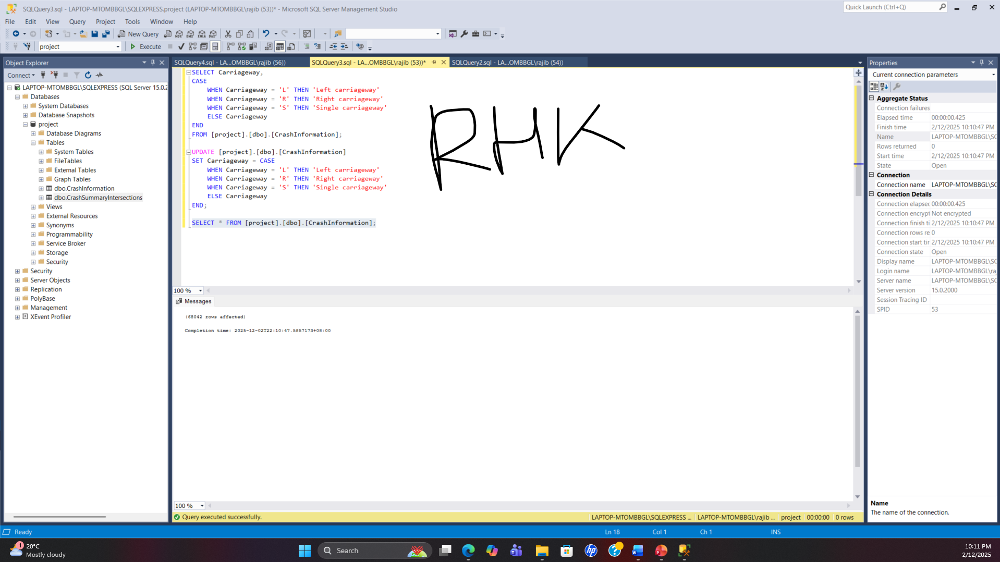 SQLQuery3.sql - LAPTOP-MTOMBBGL\SQLEXPRESS.project (LAPTOP-MTOMBBGL\rajib (53))* - Microsoft SQL Server Management Studio
Quick Launch (Ctrl+Q)
File Edit View Query Project Tools Window Help
New Query
project
Execute
Object Explorer
Connect
LAPTOP-MTOMBBGL\SQLEXPRESS (SQL Server 15.0.2
Databases
System Databases
Database Snapshots
project
Database Diagrams
Tables
System Tables
FileTables
External Tables
Graph Tables
dbo.CrashInformation
dbo.CrashSummaryIntersections
Views
External Resources
Synonyms
Programmability
Service Broker
Storage
Security
Security
Server Objects
Replication
PolyBase
Management
XEvent Profiler
SQLQuery4.sql - LA...OMBBGL\rajib (56))
SQLQuery3.sql - LA...OMBBGL\rajib (53))*
SQLQuery2.sql - LA...OMBBGL\rajib (54))
SELECT Carriageway,
CASE
WHEN Carriageway = 'L' THEN 'Left carriageway'
WHEN Carriageway = 'R' THEN 'Right carriageway'
WHEN Carriageway = 'S' THEN 'Single carriageway'
ELSE Carriageway
END
FROM [project].[dbo].[CrashInformation];
UPDATE [project].[dbo].[CrashInformation]
SET Carriageway = CASE
WHEN Carriageway = 'L' THEN 'Left carriageway'
WHEN Carriageway = 'R' THEN 'Right carriageway'
WHEN Carriageway = 'S' THEN 'Single carriageway'
ELSE Carriageway
END;
SELECT * FROM [project].[dbo].[CrashInformation];
RHK
100 %
Messages
(68042 rows affected)
Completion time: 2025-12-02T22:10:47.5857173+08:00
100 %
Query executed successfully.
LAPTOP-MTOMBBGL\SQLEXPRESS ... LAPTOP-MTOMBBGL\rajib ... project 00:00:00 0 rows
Properties
Current connection parameters
Aggregate Status
Connection failures
Elapsed time 00:00:00.425
Finish time 2/12/2025 10:10:47 PM
Name LAPTOP-MTOMBBGL\SC
Rows returned 0
Start time 2/12/2025 10:10:47 PM
State Open
Connection
Connection name LAPTOP-MTOMBBGL\SC
Connection Details
Connection elapsec 00:00:00.425
Connection encrypt Not encrypted
Connection finish ti 2/12/2025 10:10:47 PM
Connection rows re 0
Connection start tir 2/12/2025 10:10:47 PM
Connection state Open
Display name LAPTOP-MTOMBBGL\SC
Login name LAPTOP-MTOMBBGL\ra
Server name LAPTOP-MTOMBBGL\SC
Server version 15.0.2000
Session Tracing ID
SPID 53
Name
The name of the connection.
Ready
Ln 18 Col 1 Ch 1 INS
1
20°C
Mostly cloudy
Search
10:11 PM
2/12/2025